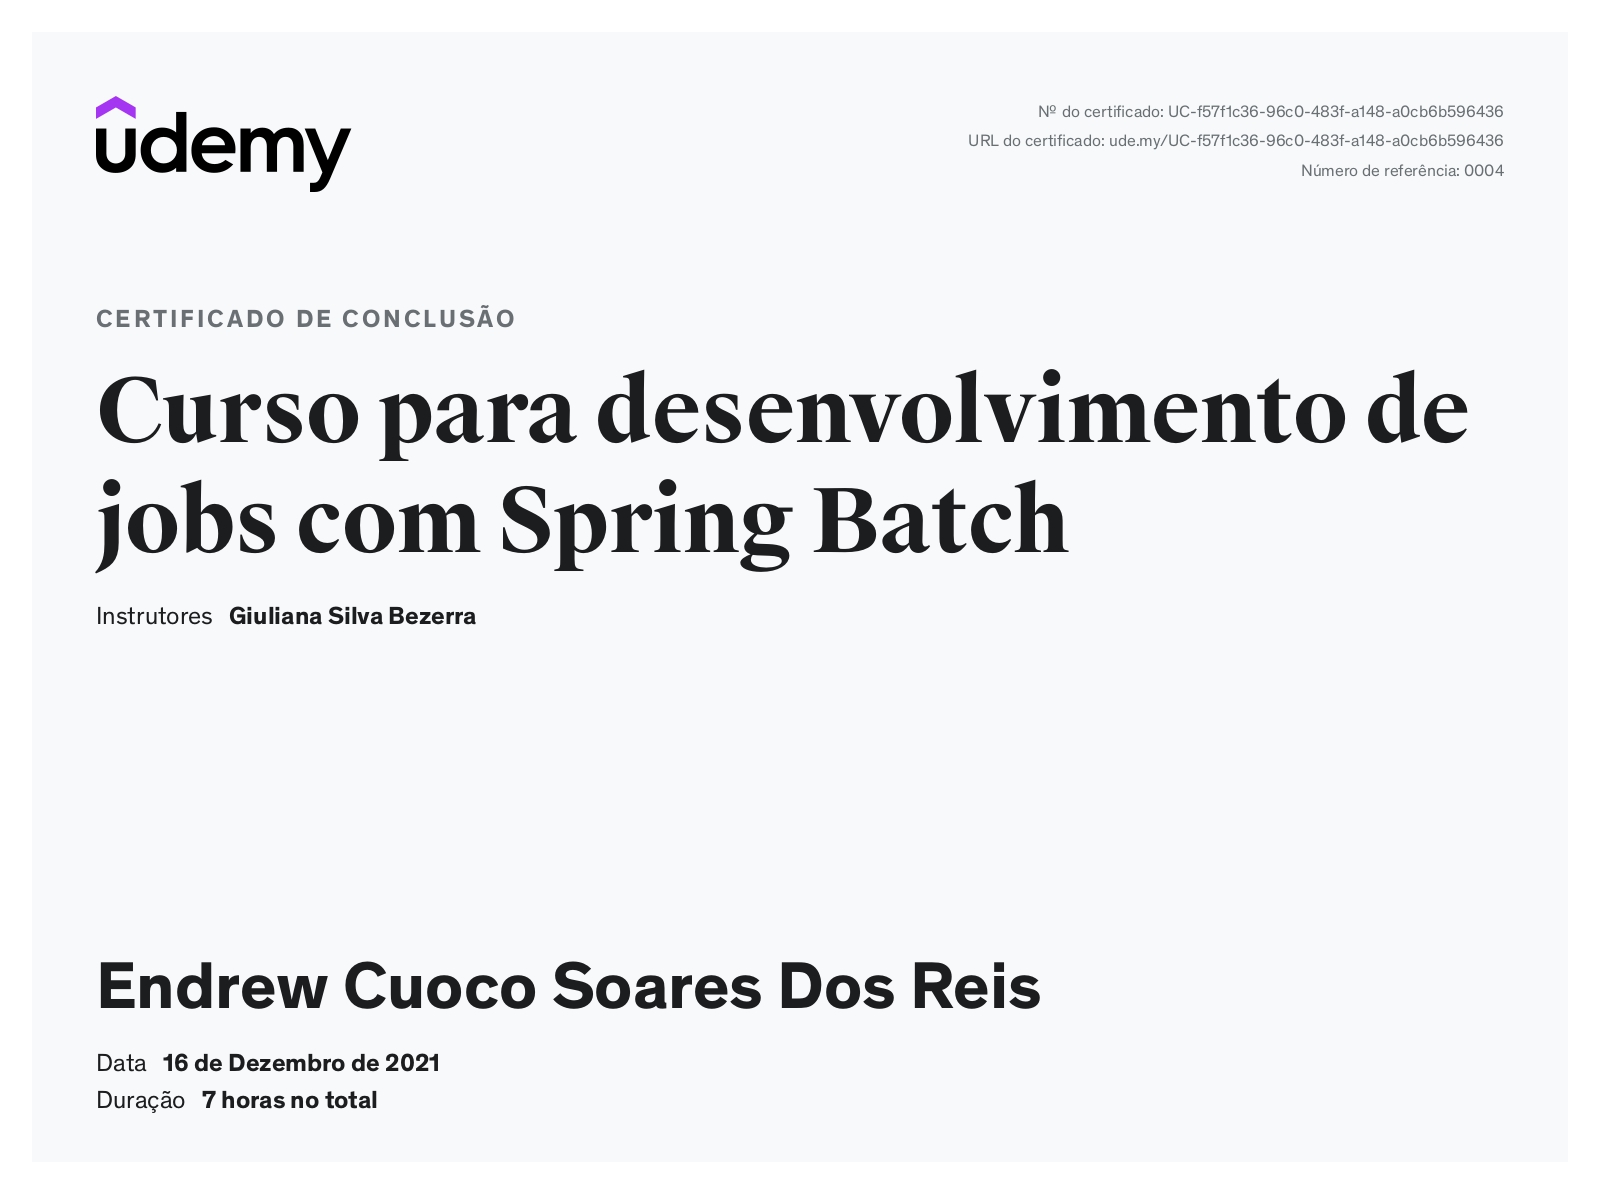 udemy
Nº do certificado: UC-f57f1c36-96c0-483f-a148-a0cb6b596436
URL do certificado: ude.my/UC-f57f1c36-96c0-483f-a148-a0cb6b596436
Número de referência: 0004
CERTIFICADO DE CONCLUSÃO
Curso para desenvolvimento de
jobs com Spring Batch
Instrutores Giuliana Silva Bezerra
Endrew Cuoco Soares Dos Reis
Data 16 de Dezembro de 2021
Duração 7 horas no total